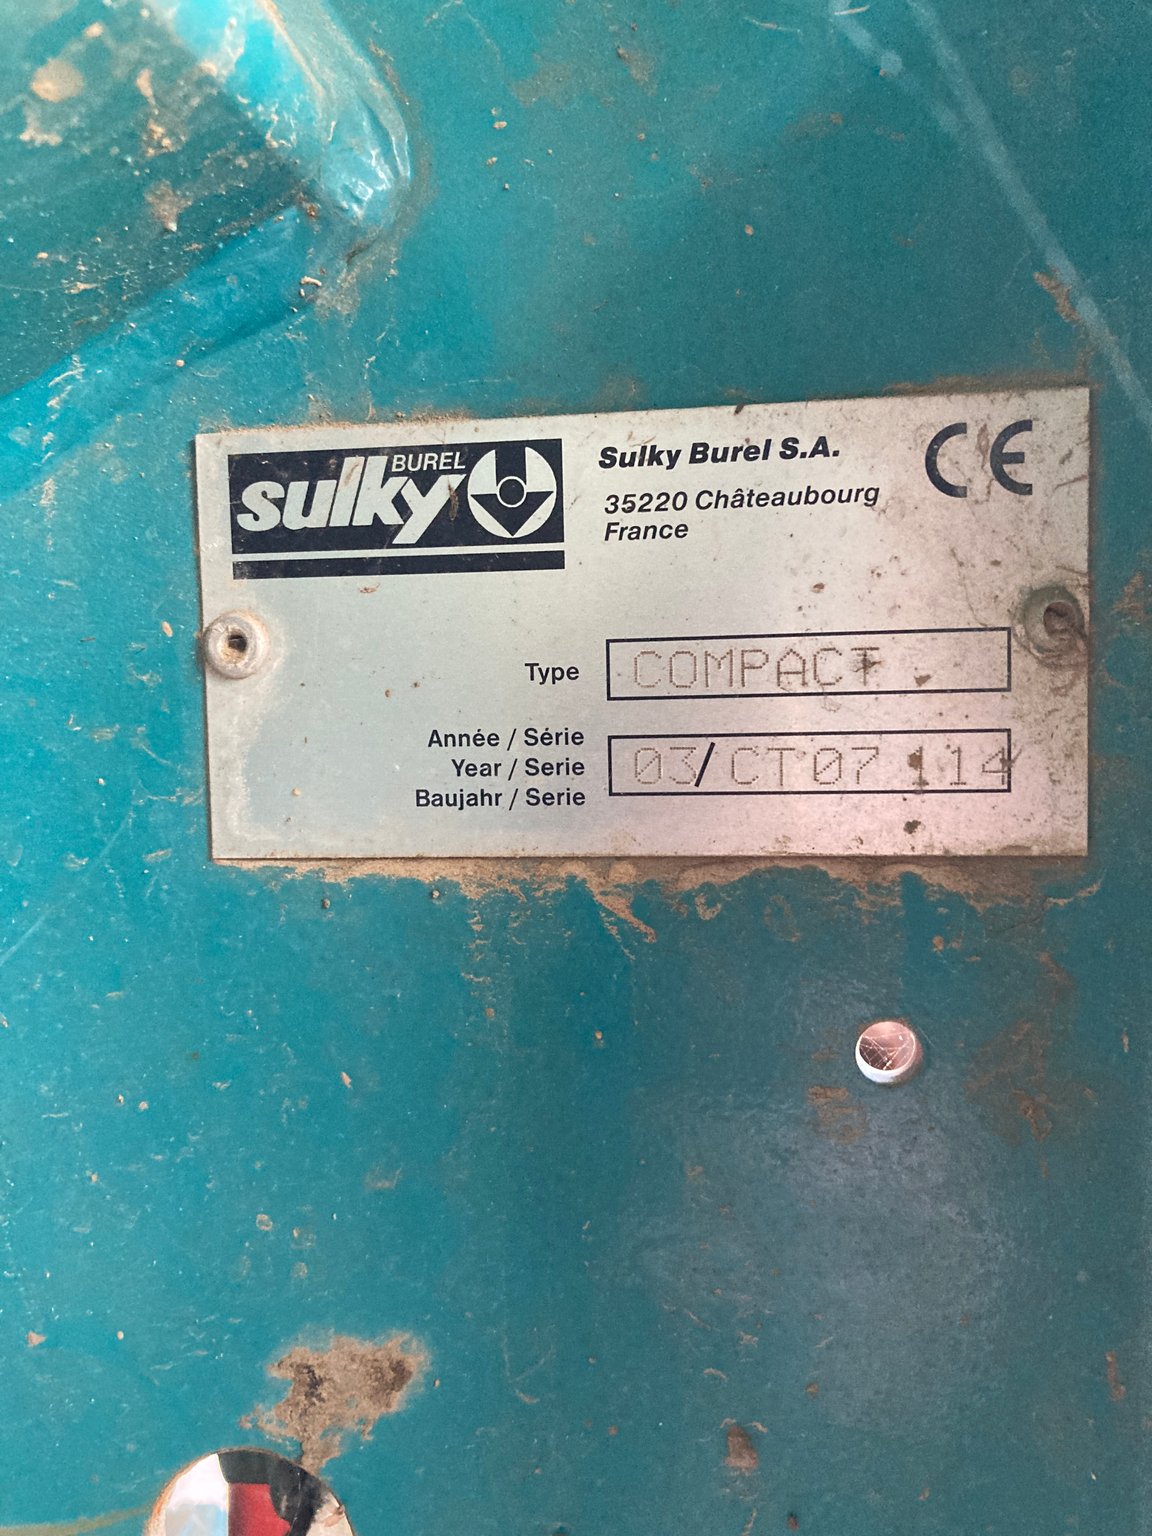 BUREL
sulky
Sulky Burel S.A.
35220 Châteaubourg
France
CE
Type
COMPACT
Année / Série
Year / Serie
Baujahr / Serie
03/CT07 114